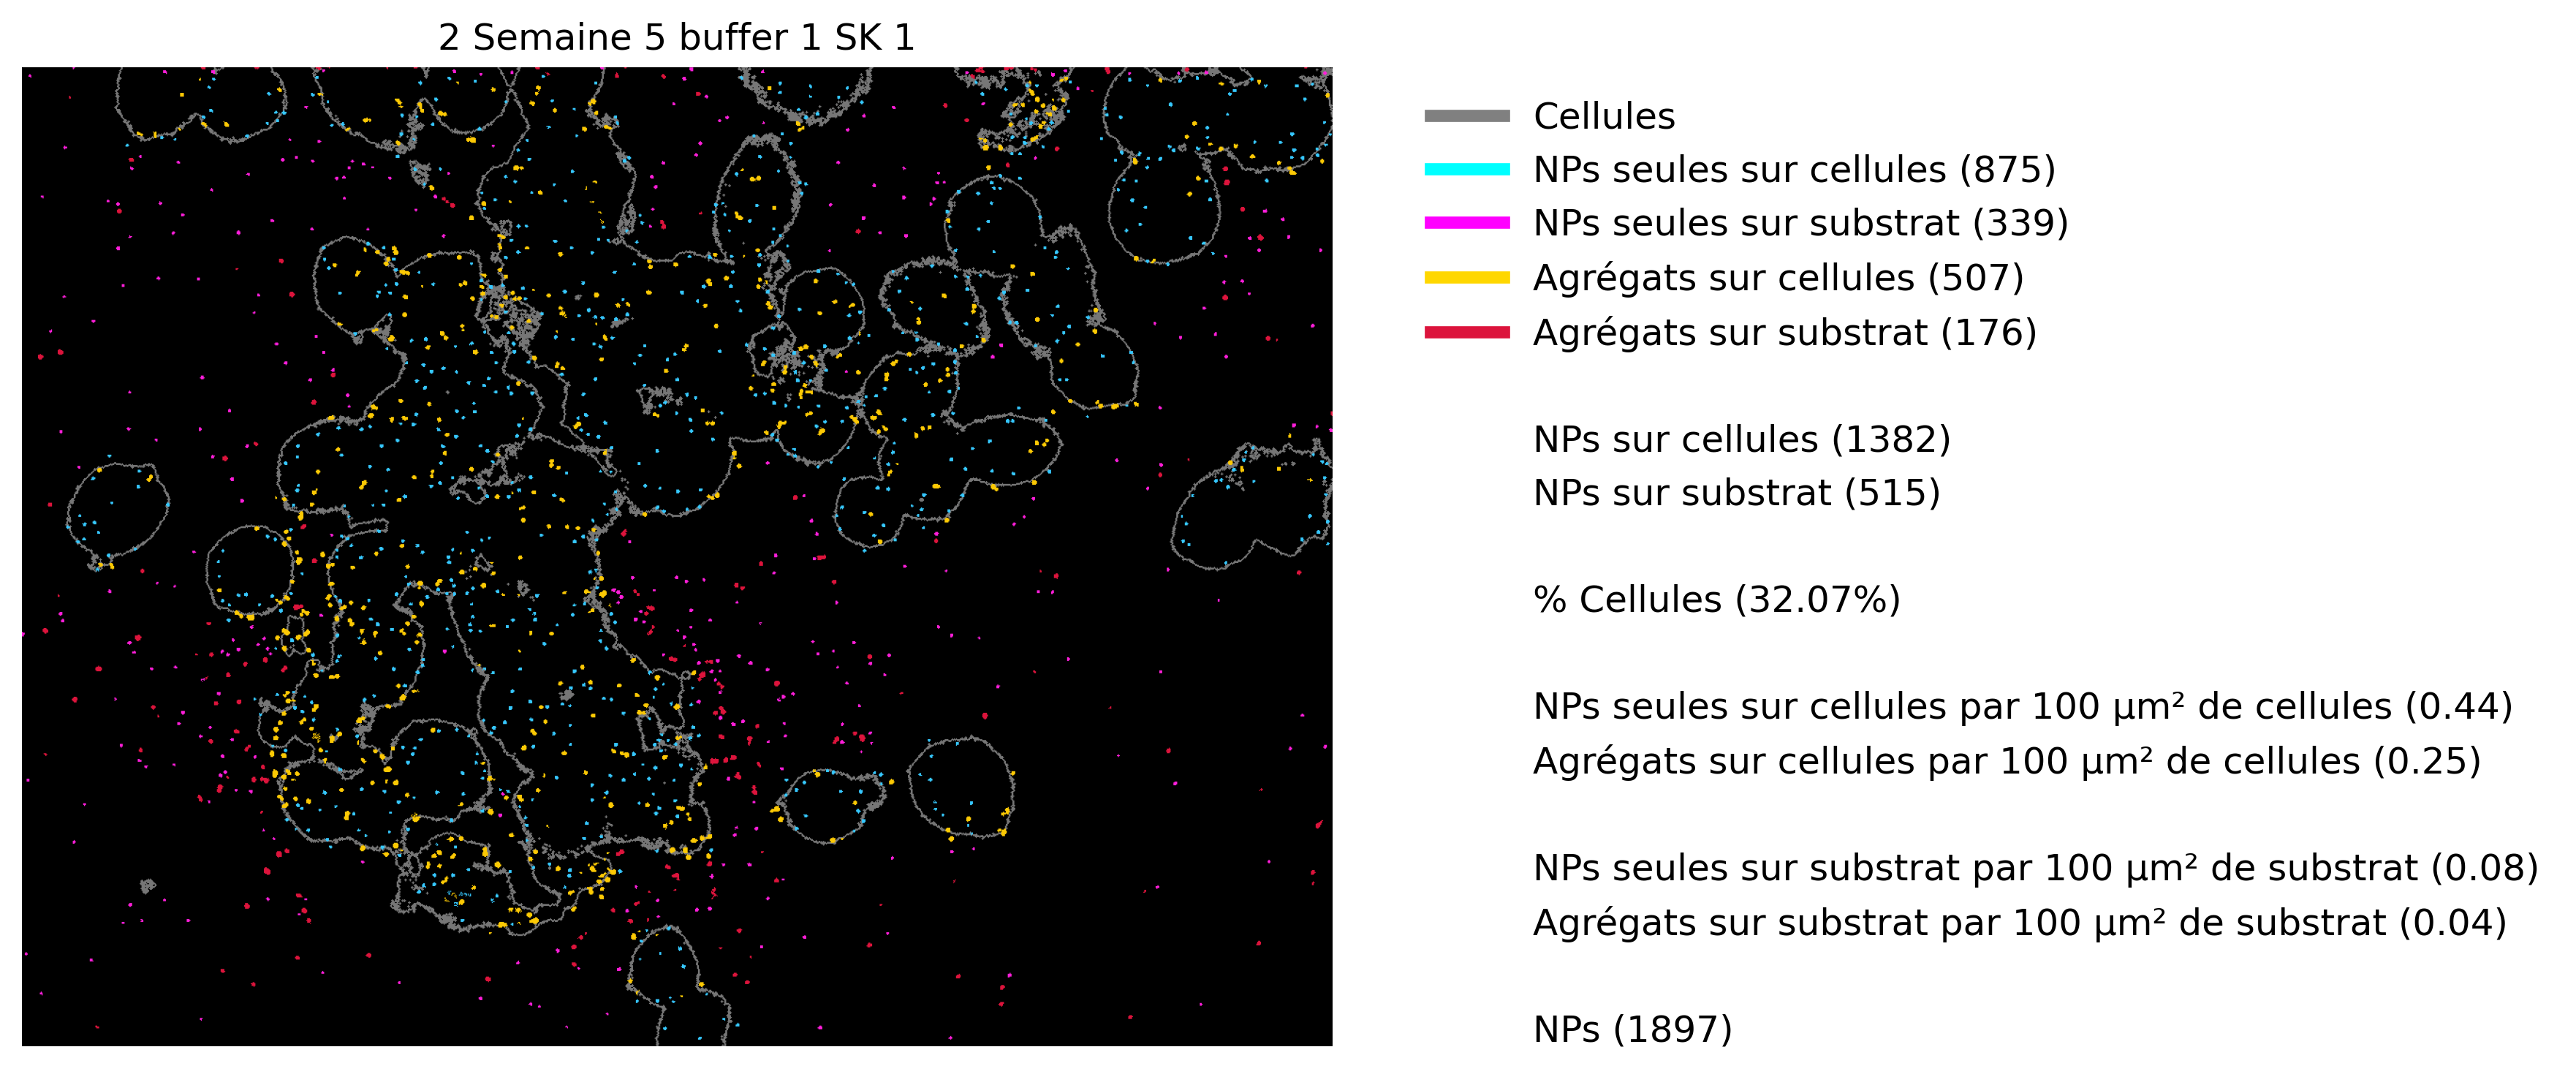 2 Semaine 5 buffer 1 SK 1
Cellules
NPs seules sur cellules (875)
NPs seules sur substrat (339)
Agrégats sur cellules (507)
Agrégats sur substrat (176)
NPs sur cellules (1382)
NPs sur substrat (515)
% Cellules (32.07%)
NPs seules sur cellules par 100 µm² de cellules (0.44)
Agrégats sur cellules par 100 µm² de cellules (0.25)
NPs seules sur substrat par 100 µm² de substrat (0.08)
Agrégats sur substrat par 100 µm² de substrat (0.04)
NPs (1897)